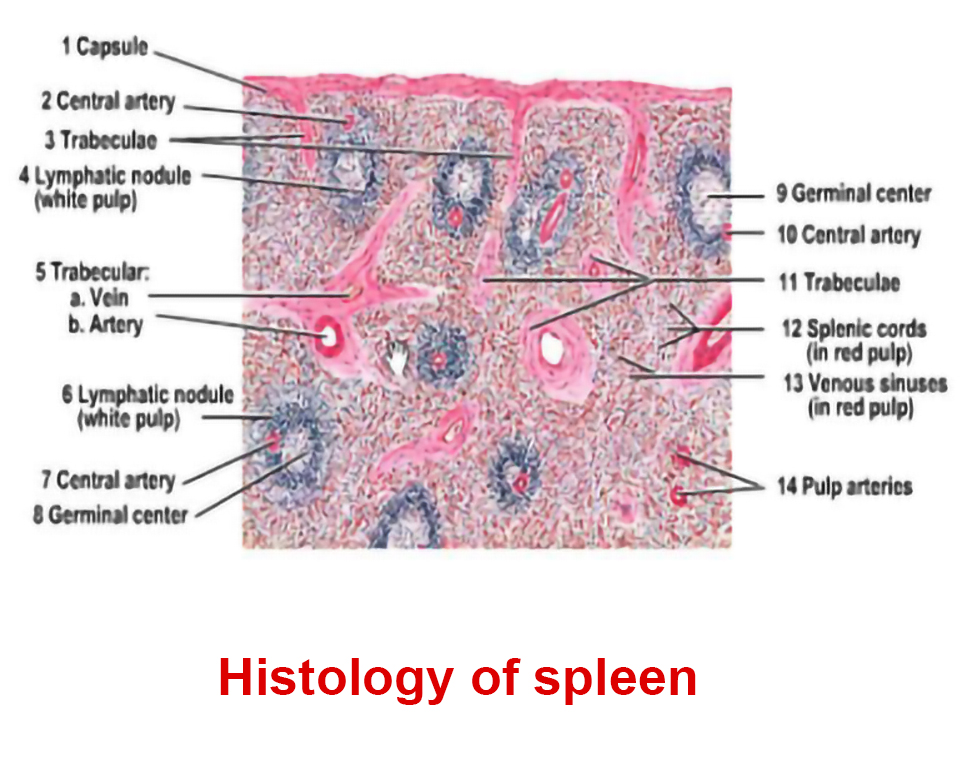 1 Capsule
2 Central artery
3 Trabeculae
4 Lymphatic nodule
(white pulp)
5 Trabecular:
a. Vein
b. Artery
6 Lymphatic nodule
(white pulp)
7 Central artery
8 Germinal center
9 Germinal center
10 Central artery
11 Trabeculae
12 Splenic cords
(in red pulp)
13 Venous sinuses
(in red pulp)
14 Pulp arteries
Histology of spleen